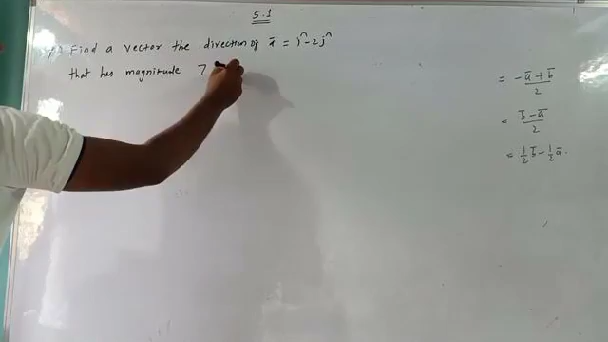 5.1
Find a vector the direction of ā = î - 2ĵ
that has magnitude 7
= -ā + b̄ / 2
= b̄ - ā / 2
= 1/2 b̄ - 1/2 ā.